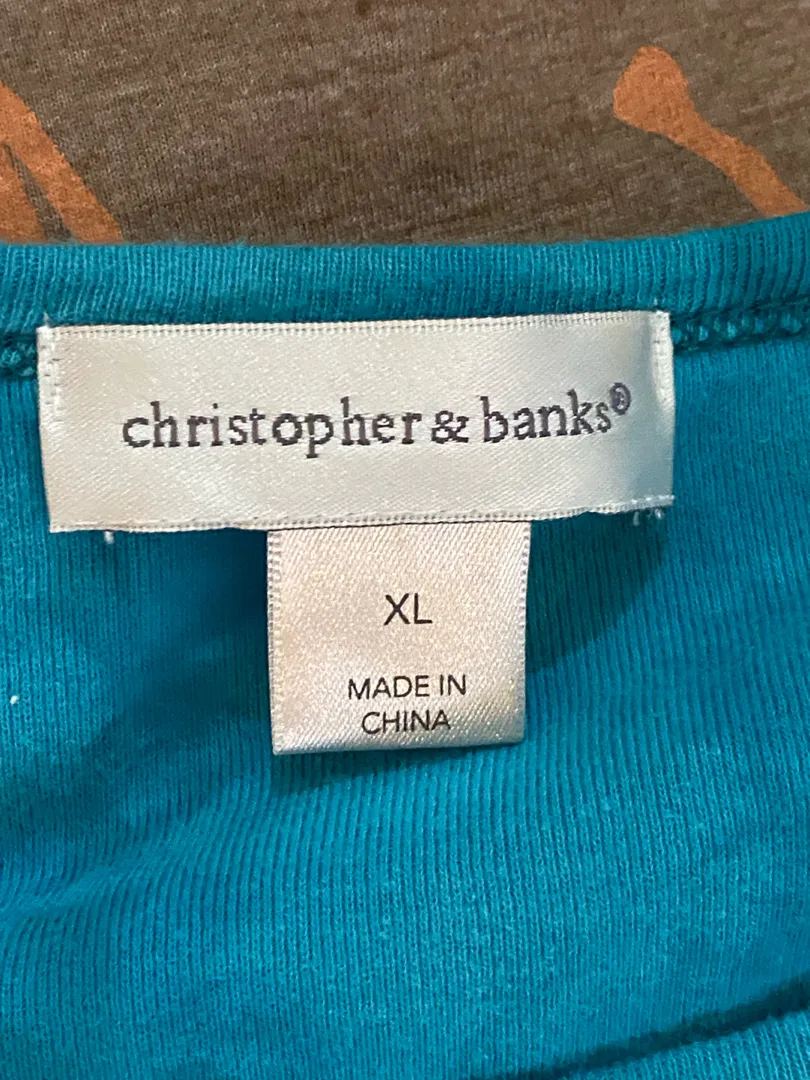 christopher & banks®
XL
MADE IN
CHINA